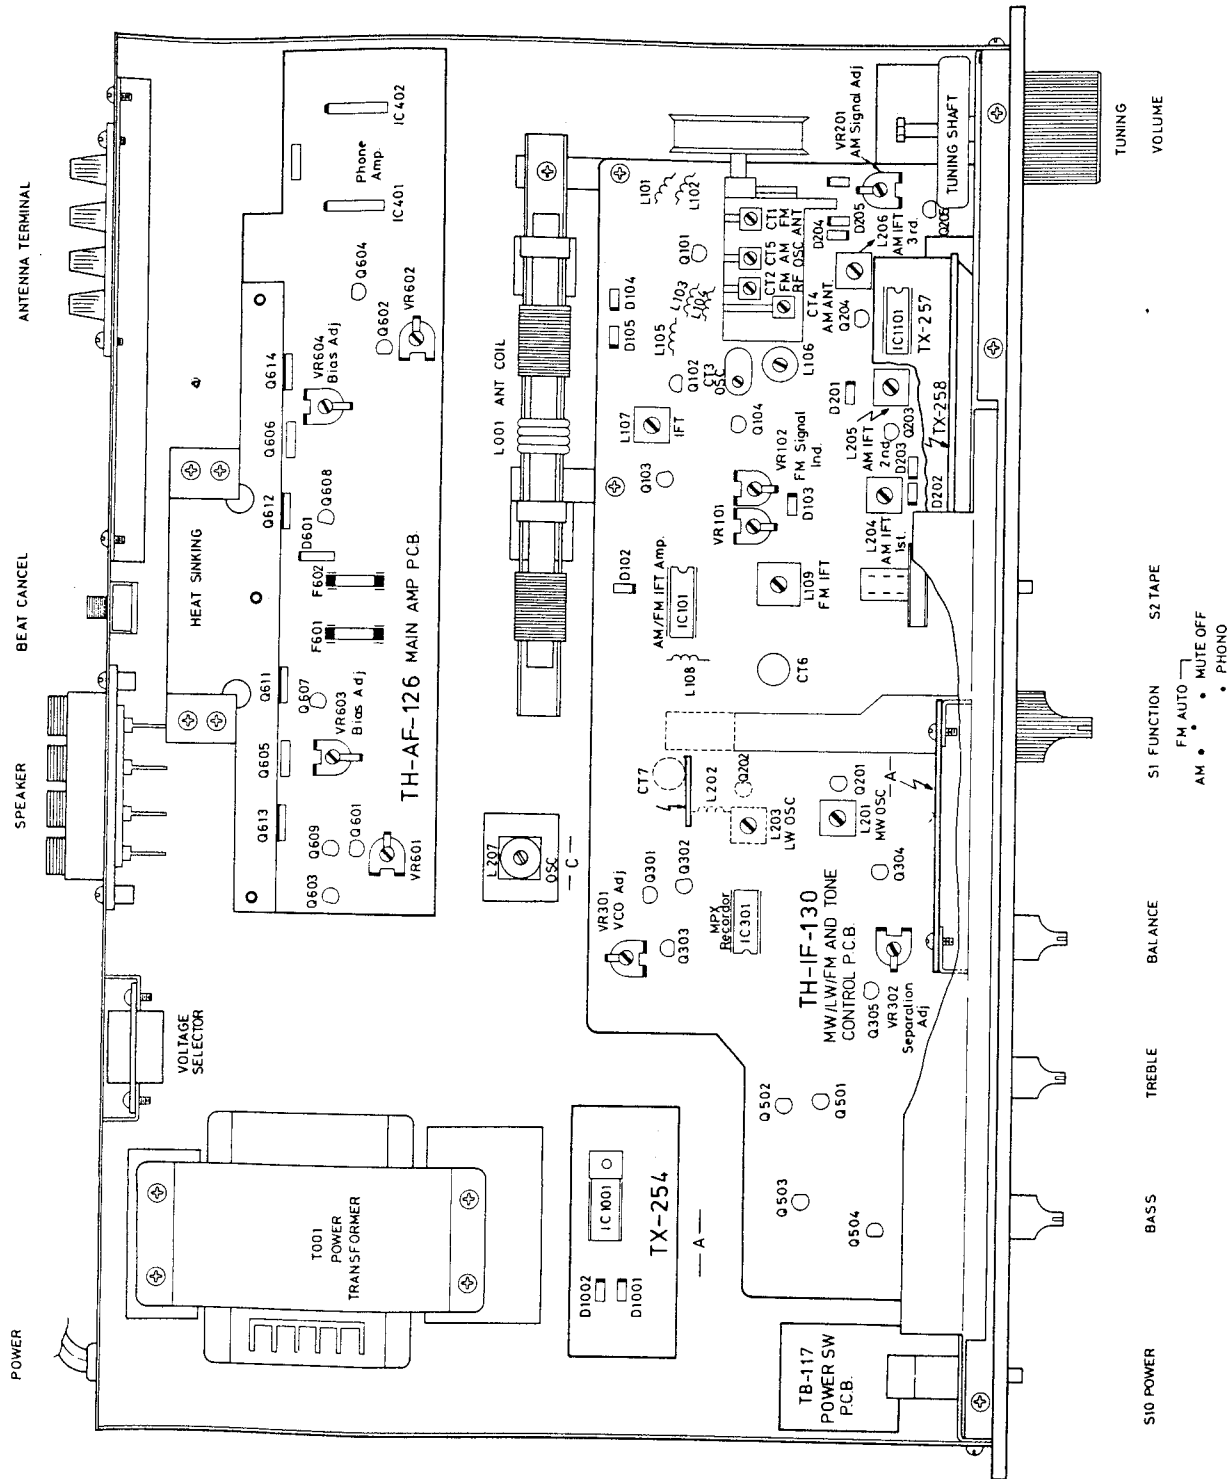 POWER
SPEAKER
BEAT CANCEL
ANTENNA TERMINAL
VOLTAGE
SELECTOR
HEAT SINKING
T001
POWER
TRANSFORMER
Q613
Q605
Q611
Q612
Q606
Q614
Q603
Q609
Q601
VR601
VR603
Bias Adj
Q607
F601
F602
D601
Q608
VR604
Bias Adj
Q602
VR602
Q604
IC401
Phone
Amp.
IC402
TH-AF-126 MAIN AMP P.C.B.
L207
OSC
—C—
L001 ANT COIL
D1002
D1001
IC1001
TX-254
—A—
VR301
VCO Adj
Q303
Q301
Q302
MPX
Recordor
IC301
CT7
L202
Q202
L203
LW OSC
L201
MW OSC
Q201
—A—
Q304
TH-IF-130
MW/LW/FM AND TONE
CONTROL P.C.B.
Q305
VR302
Separation
Adj
Q502
Q501
Q503
Q504
L108
CT6
AM/FM IFT Amp.
IC101
D102
L109
FM IFT
Q103
L107
IFT
VR101
VR102
FM Signal
Ind.
D103
Q104
Q102
CT3
OSC
L106
L105
L103
L104
D105
D104
Q101
L101
L102
CT2
FM
RF
CT5
AM
OSC
CT1
FM
ANT
CT4
AM ANT
Q204
D204
D205
VR201
AM Signal Adj
L206
AM IFT
3 rd.
Q205
L204
AM IFT
1st.
D202
D203
Q203
L205
AM IFT
2nd.
D201
IC1101
TX-257
TX-258
TUNING SHAFT
TB-117
POWER SW
P.C.B.
S10 POWER
BASS
TREBLE
BALANCE
S1 FUNCTION
FM AUTO
AM • • • MUTE OFF
• PHONO
S2 TAPE
TUNING
VOLUME